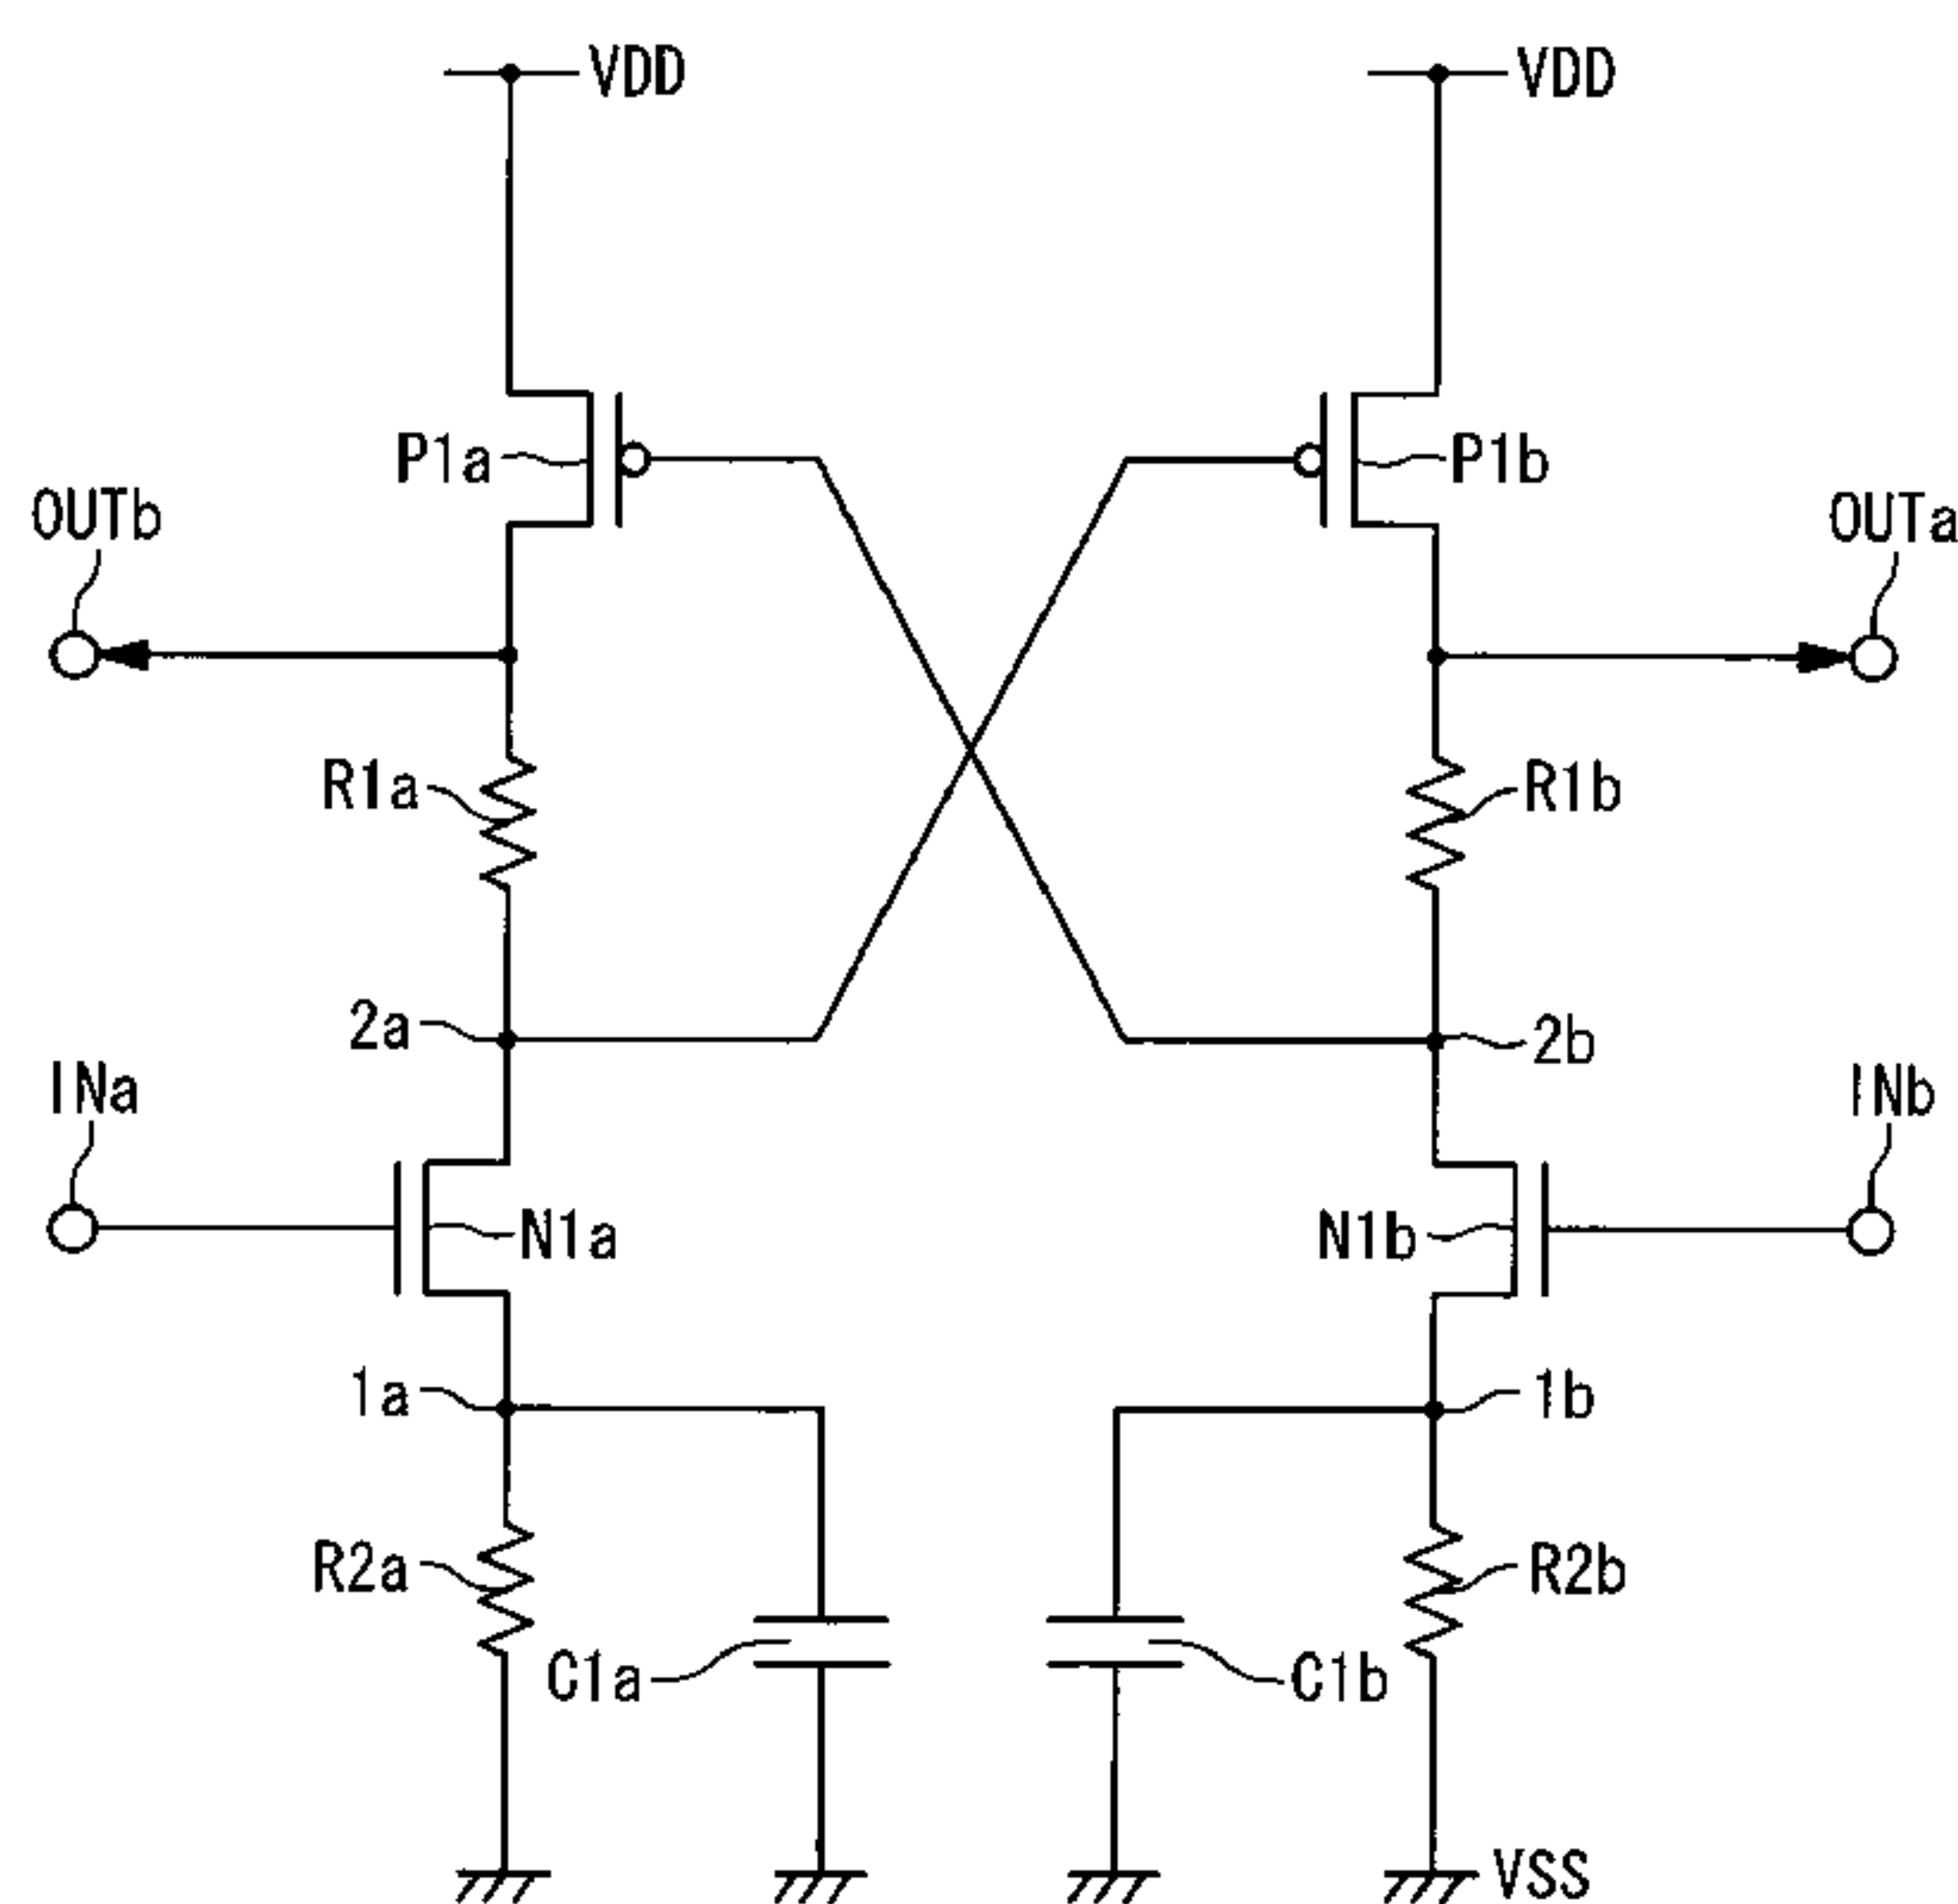 VDD
VDD
P1a
P1b
OUTb
OUTa
R1a
R1b
2a
2b
INa
INb
N1a
N1b
1a
1b
R2a
R2b
C1a
C1b
VSS